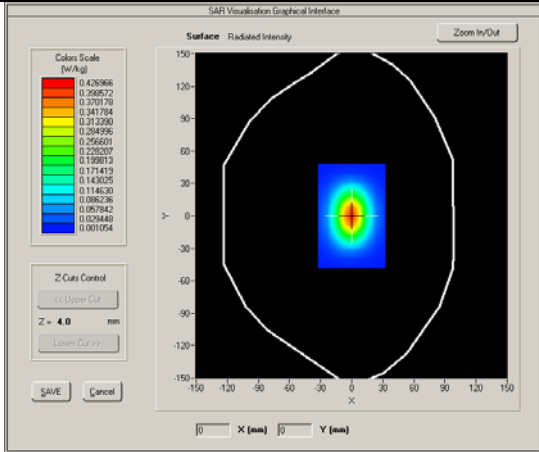 SAR Visualisation Graphical Interface
Surface Radiated Intensity
Zoom In/Out
Colors Scale
(W/kg)
0.426966
0.398572
0.370178
0.341784
0.313390
0.284996
0.256601
0.228207
0.199813
0.171419
0.143025
0.114630
0.086236
0.057842
0.029448
0.001054
Z-Cuts Control
<< Upper Cut
Z = 4.0 mm
Lower Cut >>
SAVE Cancel
150
120
90
60
30
0
-30
-60
-90
-120
-150
Y
-150 -120 -90 -60 -30 0 30 60 90 120 150
X
0 X (mm) 0 Y (mm)